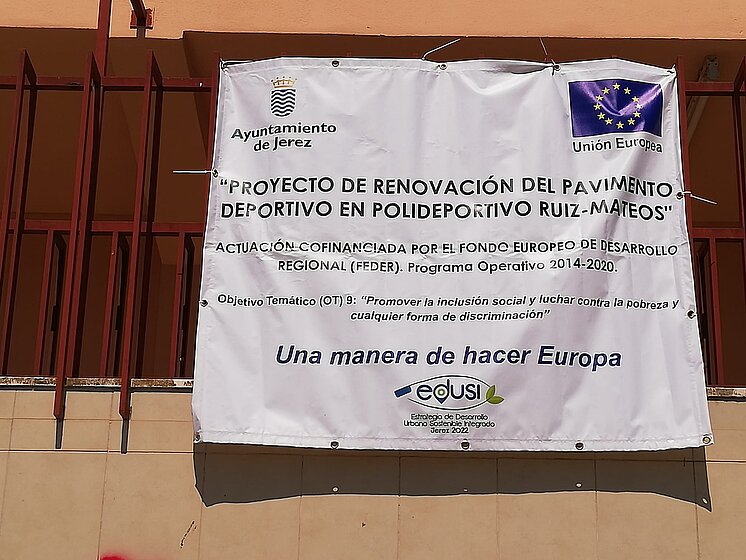 Ayuntamiento
de Jerez
Unión Europea
"PROYECTO DE RENOVACIÓN DEL PAVIMENTO
DEPORTIVO EN POLIDEPORTIVO RUIZ-MATEOS"
ACTUACIÓN COFINANCIADA POR EL FONDO EUROPEO DE DESARROLLO
REGIONAL (FEDER). Programa Operativo 2014-2020.
Objetivo Temático (OT) 9: "Promover la inclusión social y luchar contra la pobreza y
cualquier forma de discriminación"
Una manera de hacer Europa
edusi
Estrategia de Desarrollo
Urbano Sostenible Integrado
Jerez 2022